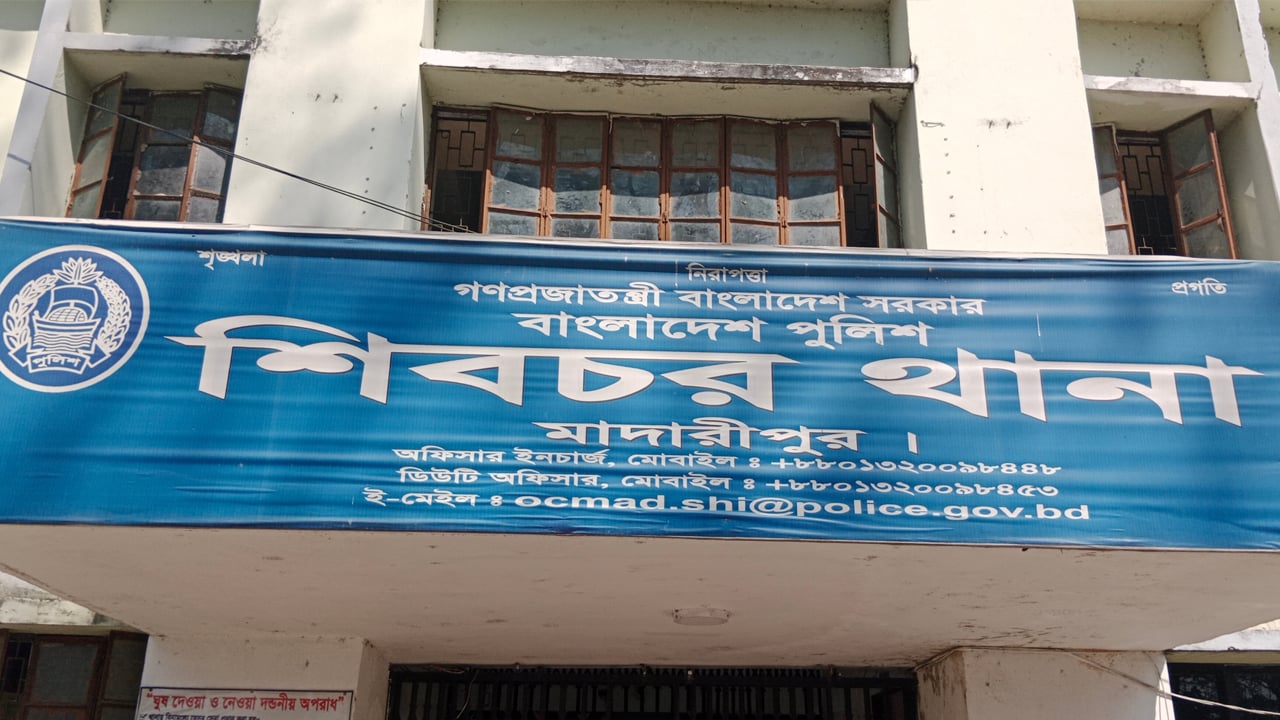 শৃঙ্খলা নিরাপত্তা প্রগতি
গণপ্রজাতন্ত্রী বাংলাদেশ সরকার
বাংলাদেশ পুলিশ
পুলিশ
শিবচর থানা
মাদারীপুর ।
অফিসার ইনচার্জ, মোবাইল ঃ +৮৮০১৩২০০৯৮৪৪৮
ডিউটি অফিসার, মোবাইল ঃ +৮৮০১৩২০০৯৮৪৫৩
ই-মেইল ঃ ocmad.shi@police.gov.bd
“ঘুষ দেওয়া ও নেওয়া দন্ডনীয় অপরাধ”